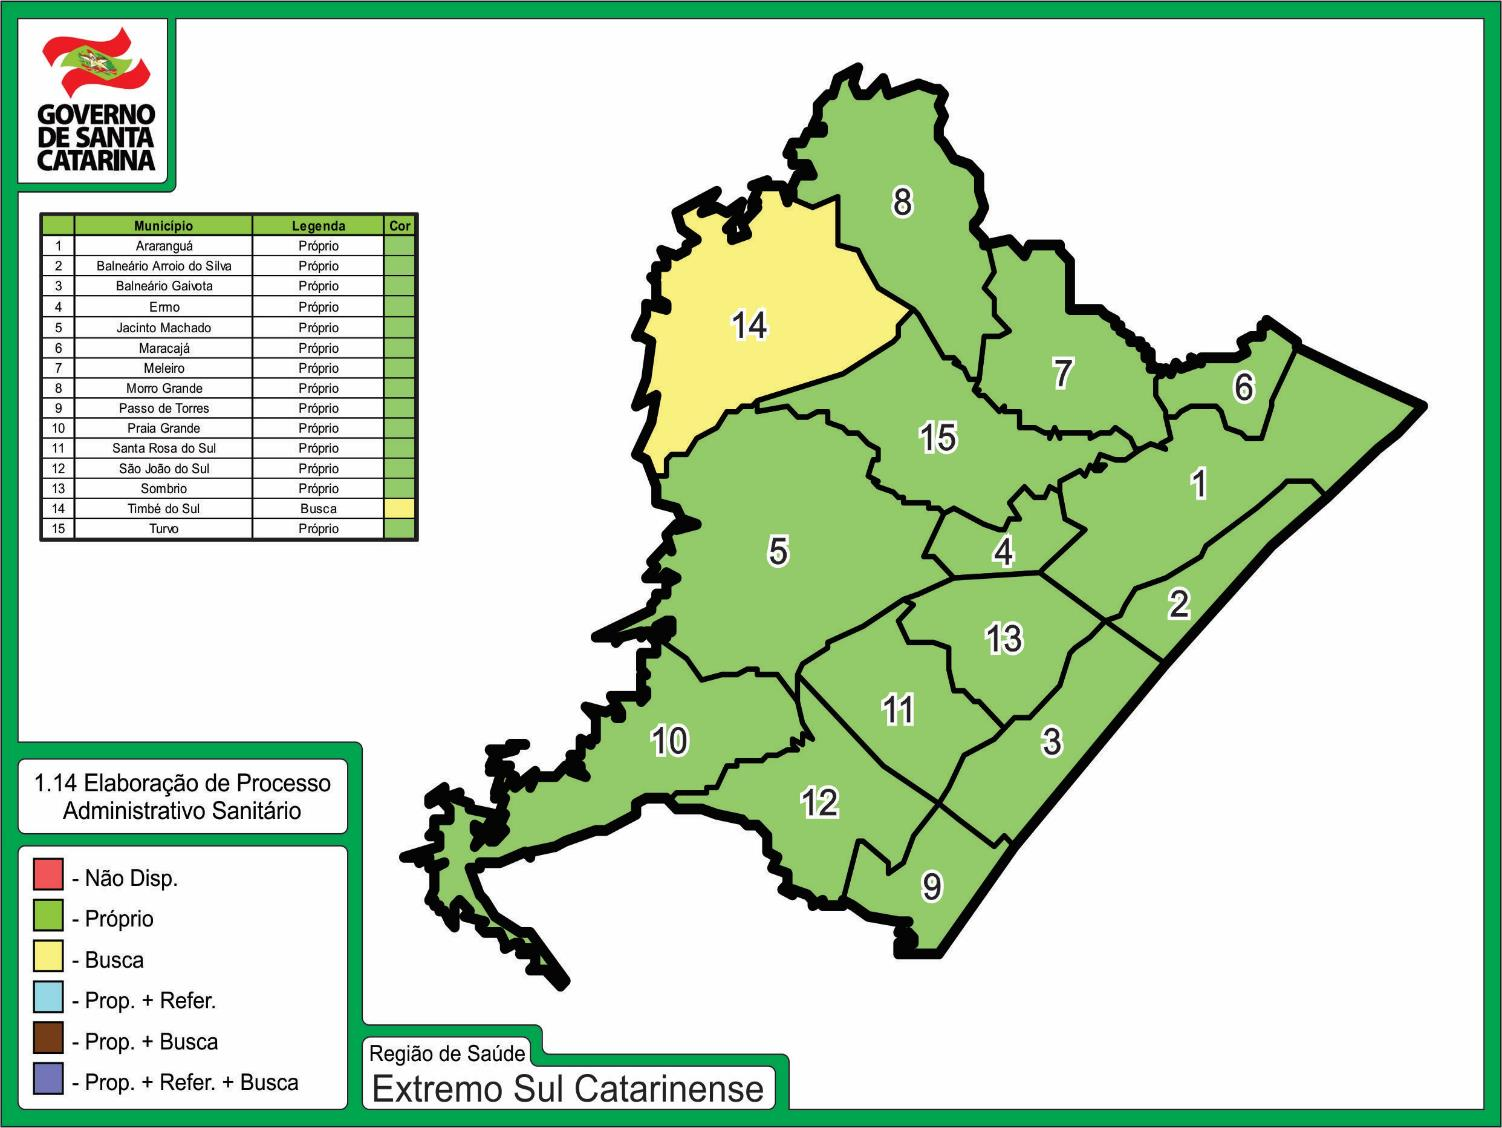 GOVERNO
DE SANTA
CATARINA
Município Legenda Cor
1 Araranguá Próprio
2 Balneário Arroio do Silva Próprio
3 Balneário Gaivota Próprio
4 Ermo Próprio
5 Jacinto Machado Próprio
6 Maracajá Próprio
7 Meleiro Próprio
8 Morro Grande Próprio
9 Passo de Torres Próprio
10 Praia Grande Próprio
11 Santa Rosa do Sul Próprio
12 São João do Sul Próprio
13 Sombrio Próprio
14 Timbé do Sul Busca
15 Turvo Próprio
8
14
7
6
15
1
5
4
2
13
11
10
3
12
9
1.14 Elaboração de Processo
Administrativo Sanitário
- Não Disp.
- Próprio
- Busca
- Prop. + Refer.
- Prop. + Busca
- Prop. + Refer. + Busca
Região de Saúde
Extremo Sul Catarinense